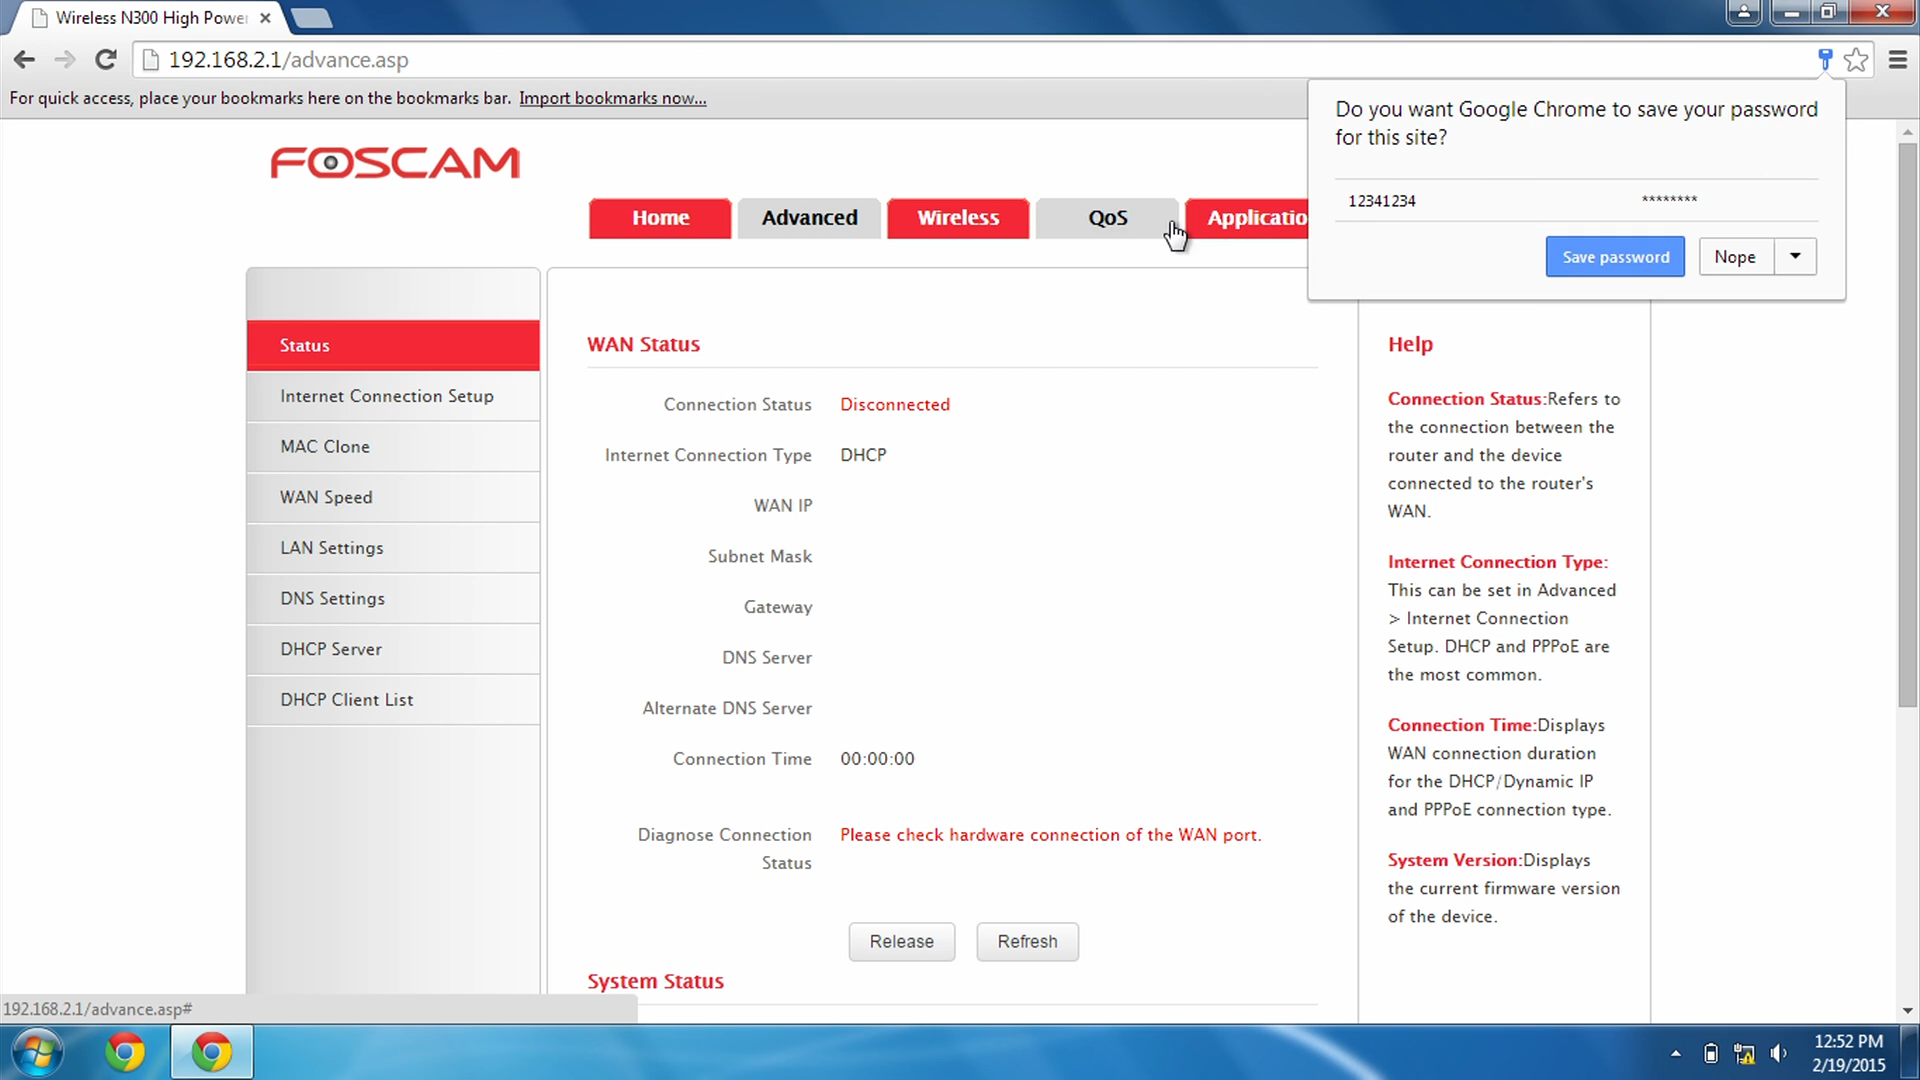 Wireless N300 High Power
192.168.2.1/advance.asp
For quick access, place your bookmarks here on the bookmarks bar. Import bookmarks now...
Do you want Google Chrome to save your password
for this site?
12341234 ********
Save password Nope
FOSCAM
Home Advanced Wireless QoS Applicatio
Status
Internet Connection Setup
MAC Clone
WAN Speed
LAN Settings
DNS Settings
DHCP Server
DHCP Client List
WAN Status
Connection Status Disconnected
Internet Connection Type DHCP
WAN IP
Subnet Mask
Gateway
DNS Server
Alternate DNS Server
Connection Time 00:00:00
Diagnose Connection Please check hardware connection of the WAN port.
Status
Release Refresh
System Status
Help
Connection Status:Refers to
the connection between the
router and the device
connected to the router's
WAN.
Internet Connection Type:
This can be set in Advanced
> Internet Connection
Setup. DHCP and PPPoE are
the most common.
Connection Time:Displays
WAN connection duration
for the DHCP/Dynamic IP
and PPPoE connection type.
System Version:Displays
the current firmware version
of the device.
192.168.2.1/advance.asp#
12:52 PM
2/19/2015